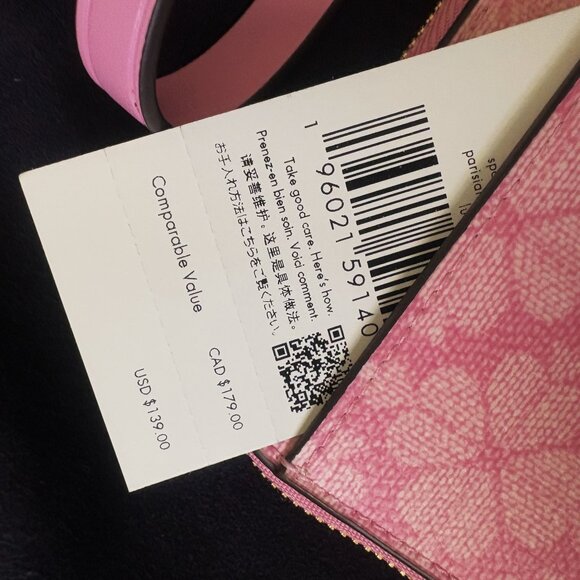 spa
parisia
1 96021 59140
Take good care. Here's how.
Prenez-en bien soin. Voici comment.
请妥善维护。这里是具体做法。
お手入れ方法はこちらをご覧ください。
Comparable Value
CAD $179.00
USD $139.00